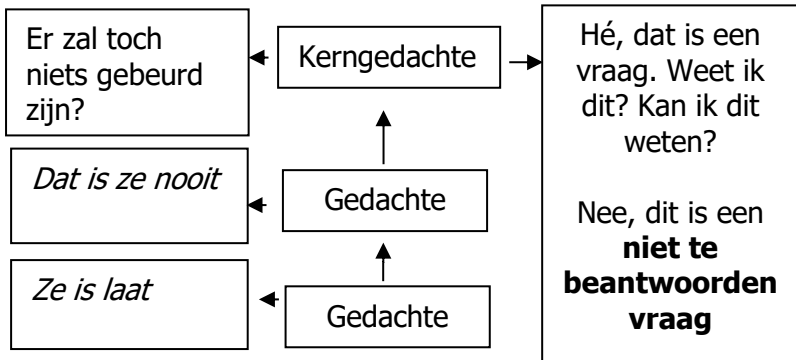 Er zal toch
niets gebeurd
zijn?
Kerngedachte
Hé, dat is een
vraag. Weet ik
dit? Kan ik dit
weten?
Nee, dit is een
niet te
beantwoorden
vraag
Dat is ze nooit
Gedachte
Ze is laat
Gedachte